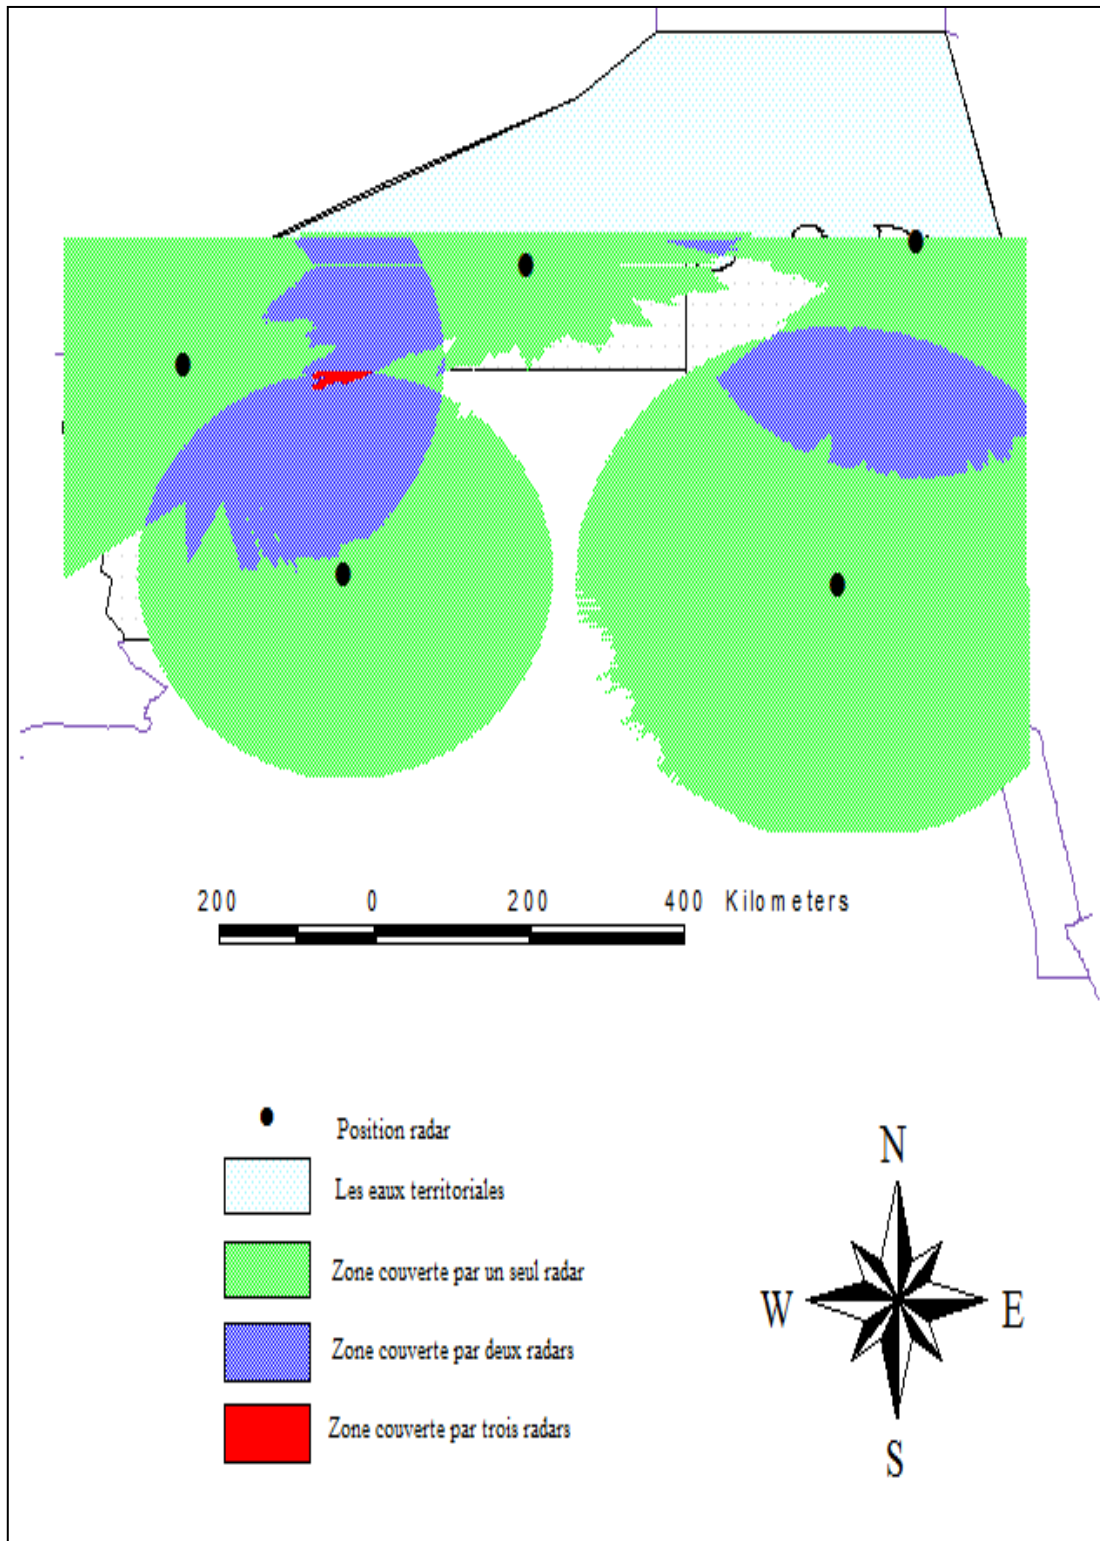 200 0 200 400 Kilometers
Position radar
Les eaux territoriales
Zone couverte par un seul radar
Zone couverte par deux radars
Zone couverte par trois radars
N
W E
S